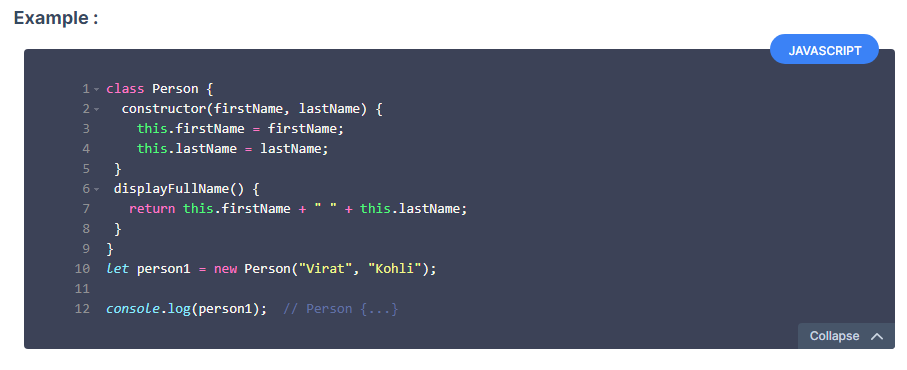 Example :
JAVASCRIPT
1 class Person {
2   constructor(firstName, lastName) {
3     this.firstName = firstName;
4     this.lastName = lastName;
5  }
6  displayFullName() {
7    return this.firstName + " " + this.lastName;
8  }
9 }
10 let person1 = new Person("Virat", "Kohli");
11
12 console.log(person1);  // Person {...}
Collapse